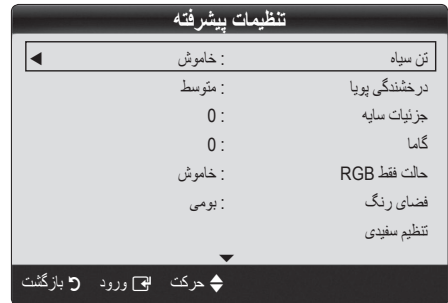 تنظیمات پیشرفته
تن سیاه : خاموش
درخشندگی پویا : متوسط
جزئیات سایه : 0
گاما : 0
حالت فقط RGB : خاموش
فضای رنگ : بومی
تنظیم سفیدی
حرکت ورود بازگشت